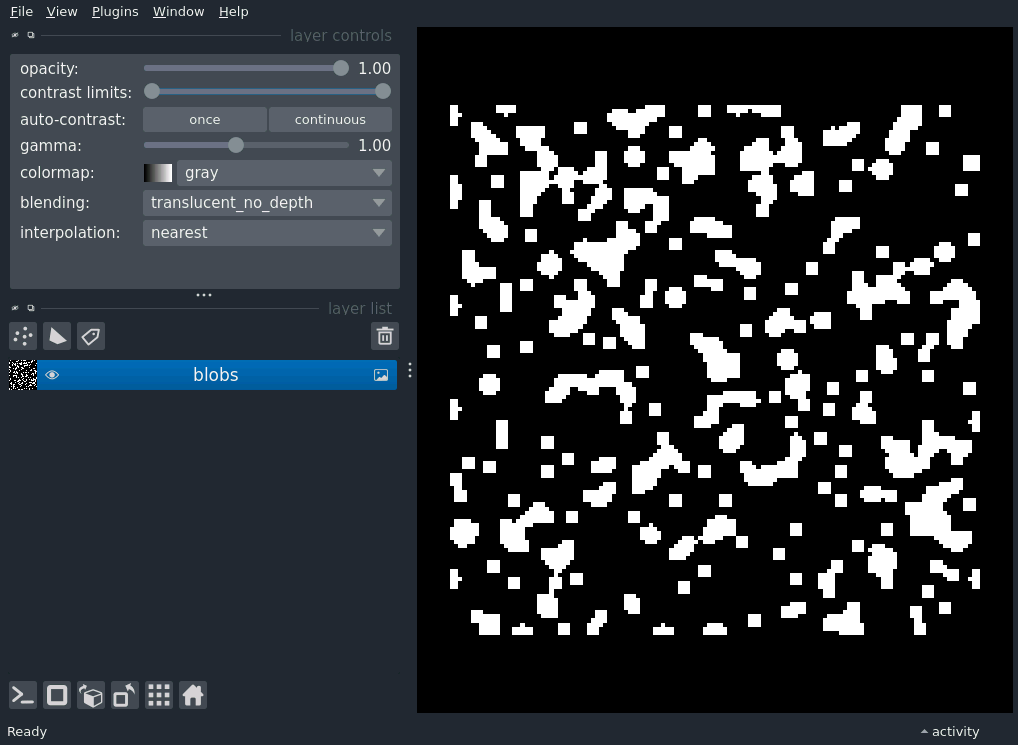 File View Plugins Window Help
layer controls
opacity: 1.00
contrast limits:
auto-contrast: once continuous
gamma: 1.00
colormap: gray
blending: translucent_no_depth
interpolation: nearest
layer list
blobs
Ready activity